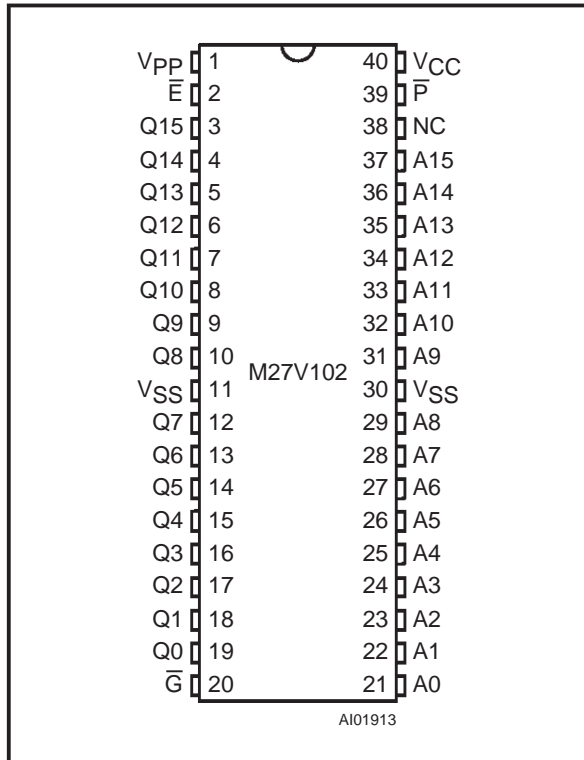 VPP 1 40 VCC
E̅ 2 39 P̅
Q15 3 38 NC
Q14 4 37 A15
Q13 5 36 A14
Q12 6 35 A13
Q11 7 34 A12
Q10 8 33 A11
Q9 9 32 A10
Q8 10 31 A9
M27V102
VSS 11 30 VSS
Q7 12 29 A8
Q6 13 28 A7
Q5 14 27 A6
Q4 15 26 A5
Q3 16 25 A4
Q2 17 24 A3
Q1 18 23 A2
Q0 19 22 A1
G̅ 20 21 A0
AI01913